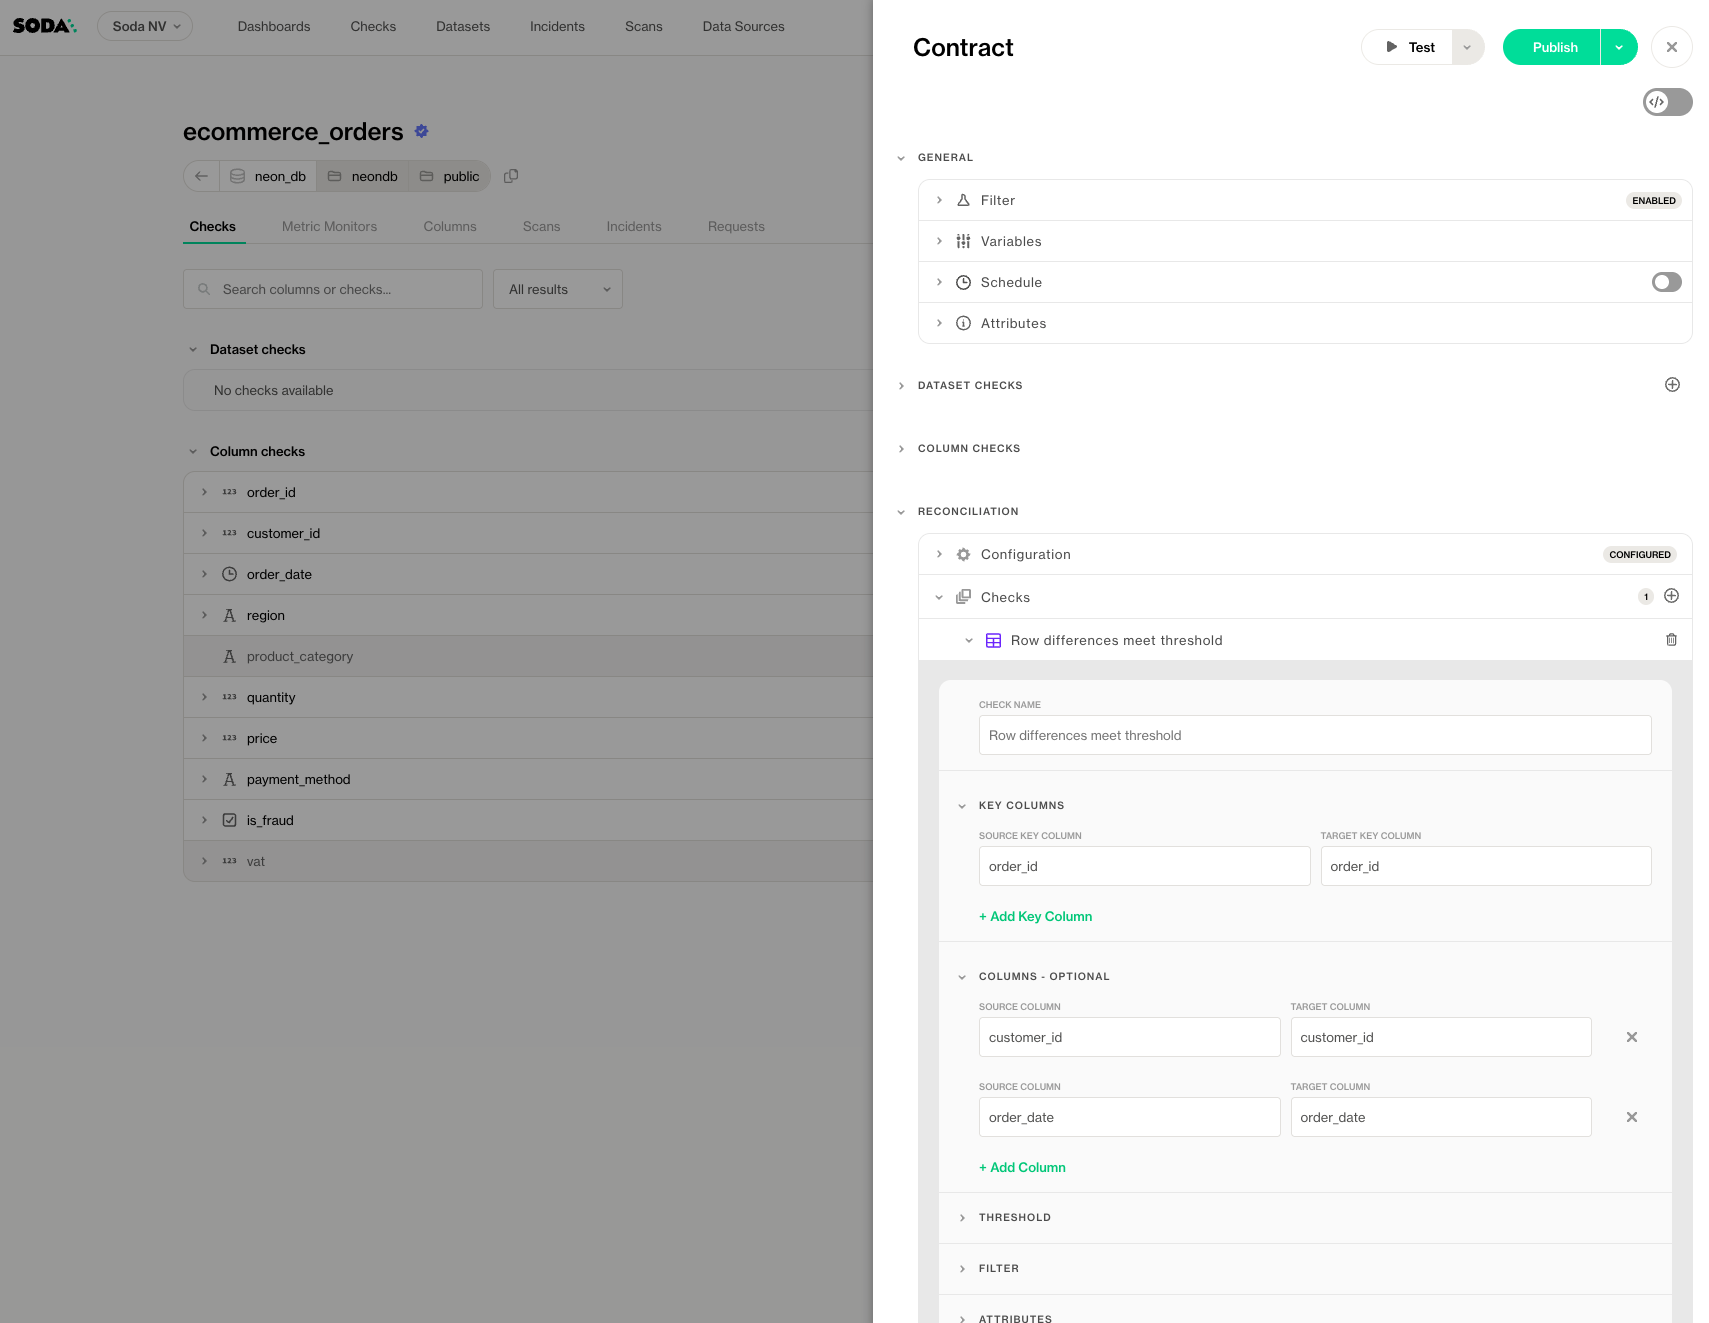 SODA
Soda NV
Dashboards
Checks
Datasets
Incidents
Scans
Data Sources
ecommerce_orders
neon_db
neondb
public
Checks
Metric Monitors
Columns
Scans
Incidents
Requests
Search columns or checks...
All results
Dataset checks
No checks available
Column checks
123 order_id
123 customer_id
order_date
region
product_category
123 quantity
123 price
payment_method
is_fraud
123 vat
Contract
Test
Publish
</>
GENERAL
Filter
ENABLED
Variables
Schedule
Attributes
DATASET CHECKS
COLUMN CHECKS
RECONCILIATION
Configuration
CONFIGURED
Checks
1
Row differences meet threshold
CHECK NAME
Row differences meet threshold
KEY COLUMNS
SOURCE KEY COLUMN
TARGET KEY COLUMN
order_id
order_id
+ Add Key Column
COLUMNS - OPTIONAL
SOURCE COLUMN
TARGET COLUMN
customer_id
customer_id
SOURCE COLUMN
TARGET COLUMN
order_date
order_date
+ Add Column
THRESHOLD
FILTER
ATTRIBUTES